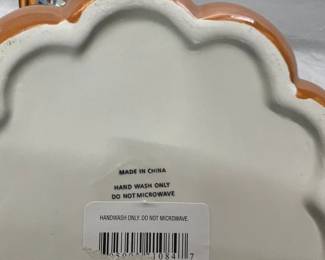 MADE IN CHINA
HAND WASH ONLY
DO NOT MICROWAVE
HANDWASH ONLY. DO NOT MICROWAVE.